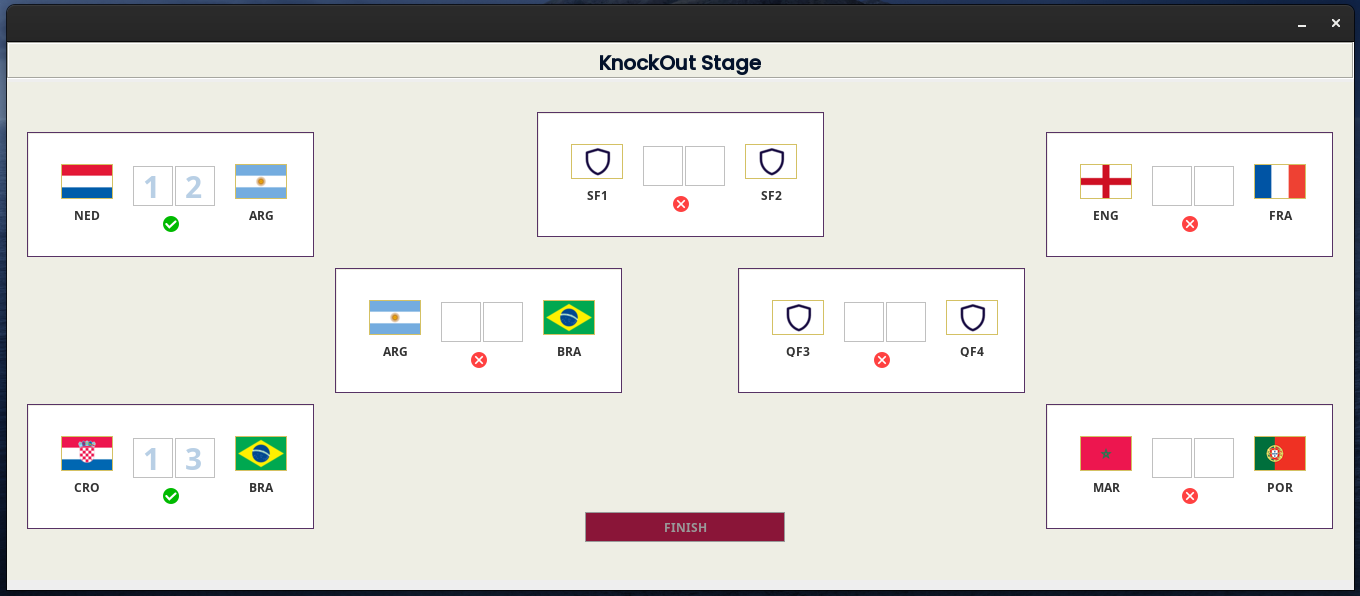 KnockOut Stage
NED 1 2 ARG
SF1 SF2
ENG FRA
ARG BRA
QF3 QF4
CRO 1 3 BRA
MAR POR
FINISH